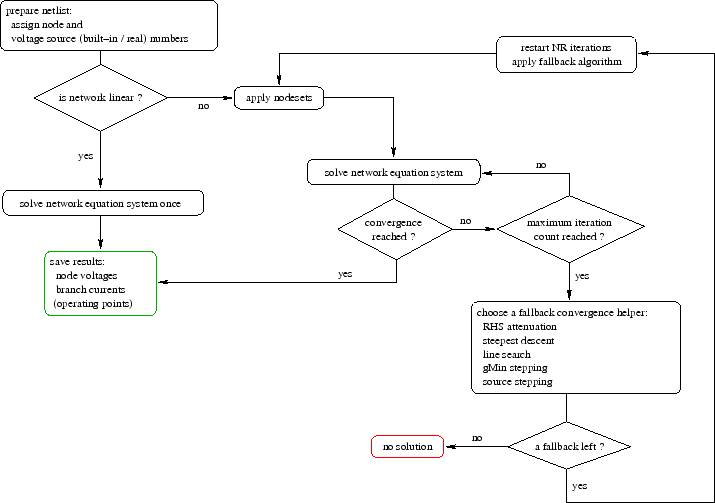 prepare netlist:
assign node and
voltage source (built−in / real) numbers
restart NR iterations
apply fallback algorithm
is network linear ?
no
apply nodesets
yes
solve network equation system
no
solve network equation system once
convergence
reached ?
no
maximum iteration
count reached ?
save results:
node voltages
branch currents
(operating points)
yes
yes
choose a fallback convergence helper:
RHS attenuation
steepest descent
line search
gMin stepping
source stepping
no solution
no
a fallback left ?
yes